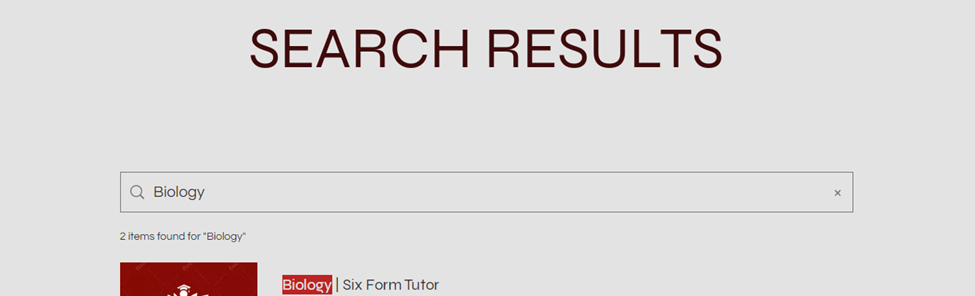 SEARCH RESULTS
Biology
×
2 items found for "Biology"
Biology | Six Form Tutor